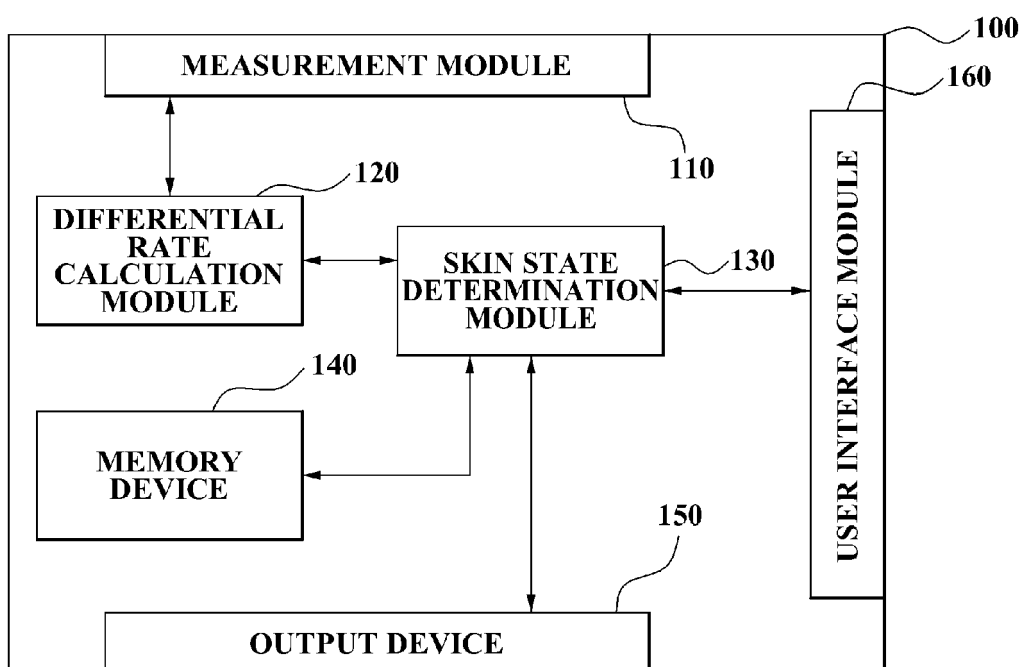 100
MEASUREMENT MODULE
160
110
120
DIFFERENTIAL
RATE
CALCULATION
MODULE
SKIN STATE
DETERMINATION
MODULE
130
USER INTERFACE MODULE
140
MEMORY
DEVICE
150
OUTPUT DEVICE